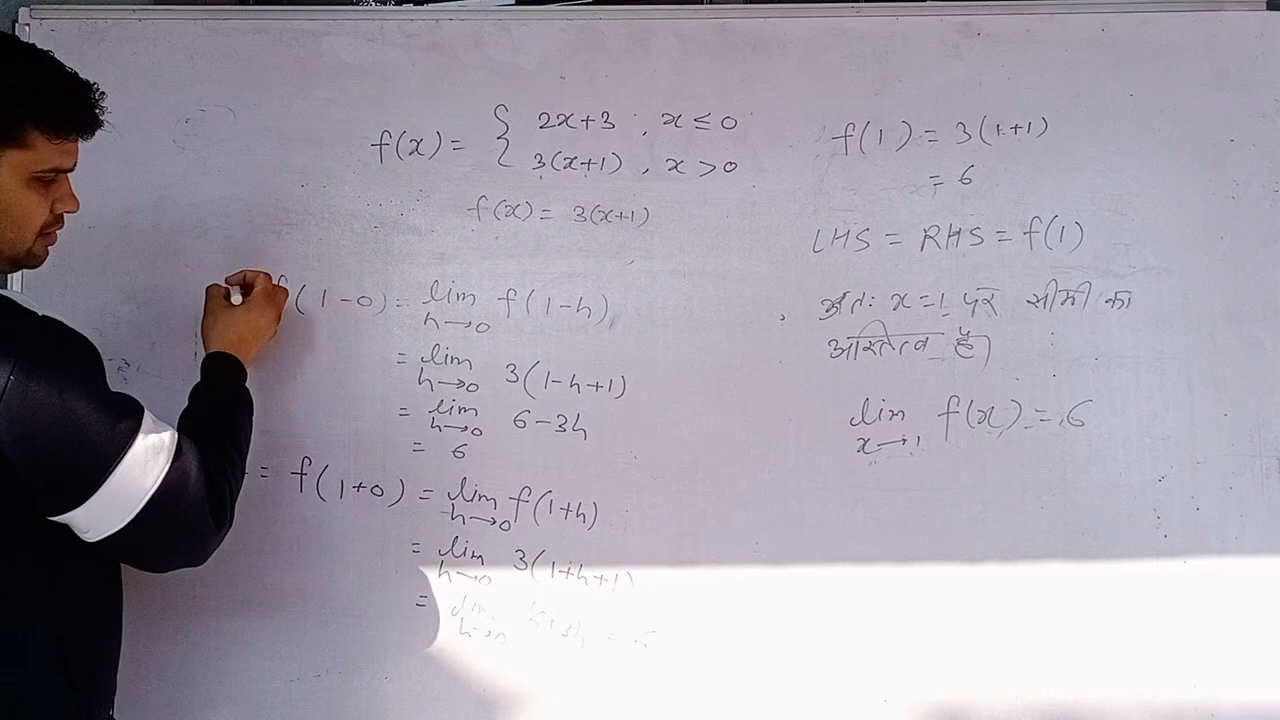 f(x) = { 2x+3 , x ≤ 0
3(x+1) , x > 0
f(x) = 3(x+1)
f(1-0) = lim h→0 f(1-h)
= lim h→0 3(1-h+1)
= lim h→0 6-3h
= 6
= f(1+0) = lim h→0 f(1+h)
= lim h→0 3(1+h+1)
= lim h→0
f(1) = 3(1+1)
= 6
LHS = RHS = f(1)
अतः x=1 पर सीमा का
अस्तित्व है।
lim x→1 f(x) = 6